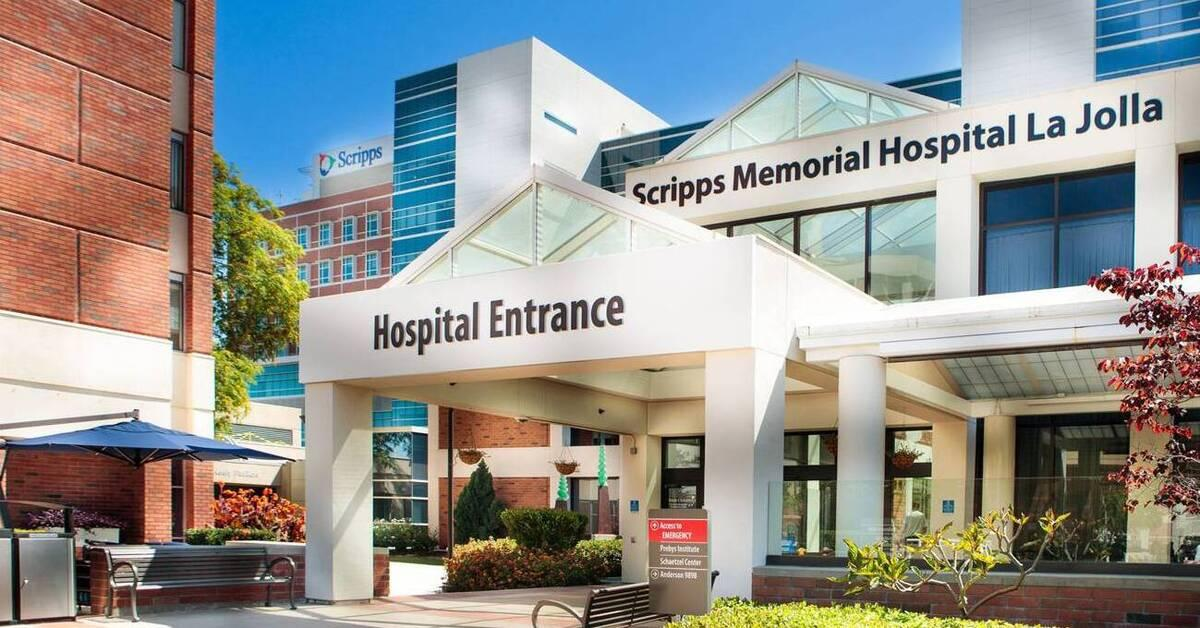 Scripps
Scripps Memorial Hospital La Jolla
Hospital Entrance
Access to
EMERGENCY
Prebys Institute
Schaetzel Center
Anderson 9898